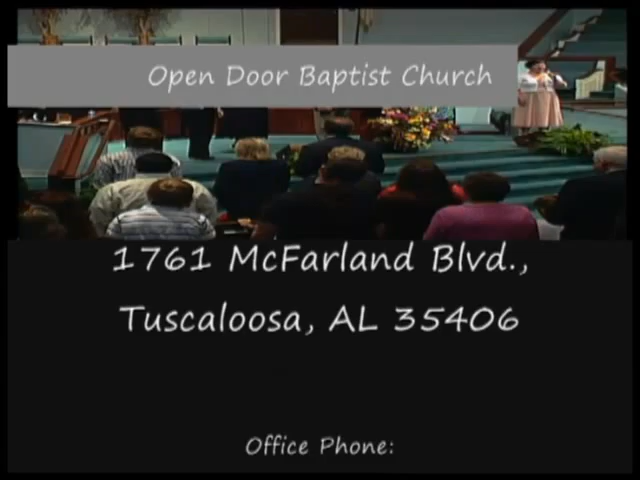 Open Door Baptist Church
1761 McFarland Blvd.,
Tuscaloosa, AL 35406
Office Phone: